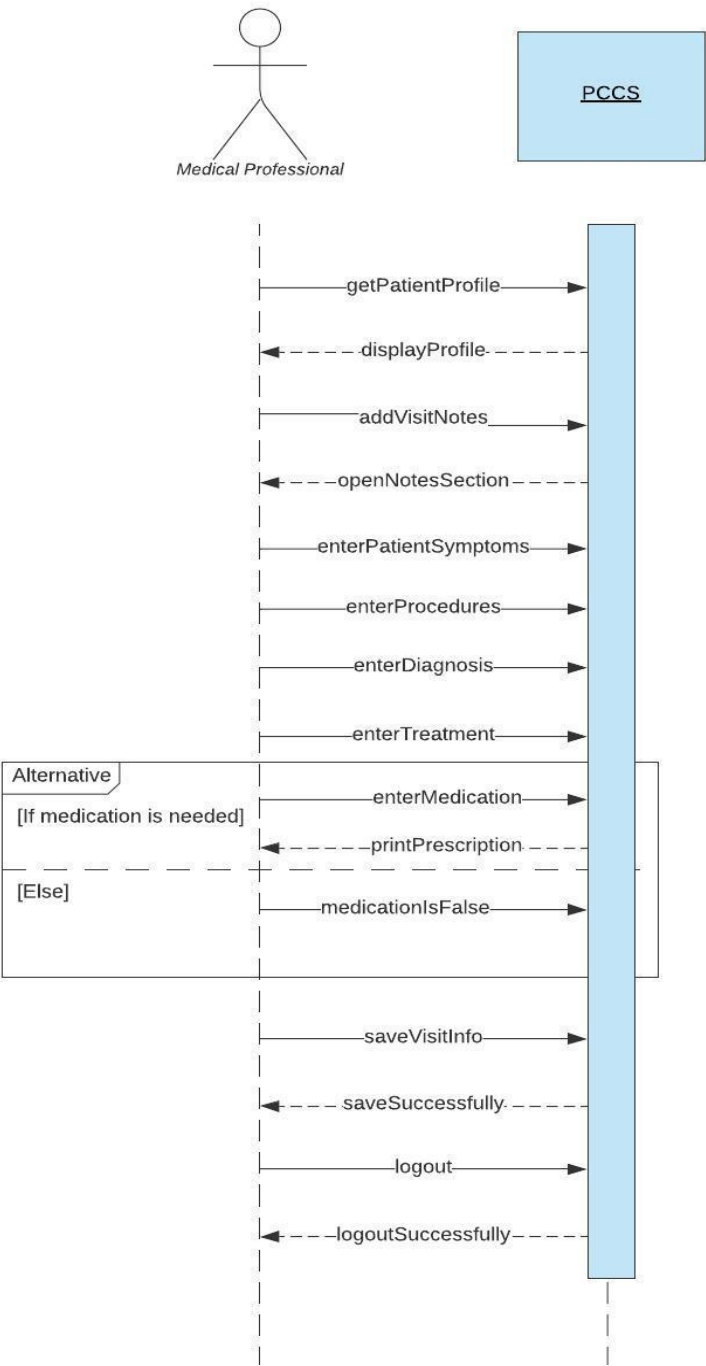 PCCS
Medical Professional
getPatientProfile
displayProfile
addVisitNotes
openNotesSection
enterPatientSymptoms
enterProcedures
enterDiagnosis
enterTreatment
Alternative
enterMedication
[If medication is needed]
printPrescription
[Else]
medicationIsFalse
saveVisitInfo
saveSuccessfully
logout
logoutSuccessfully